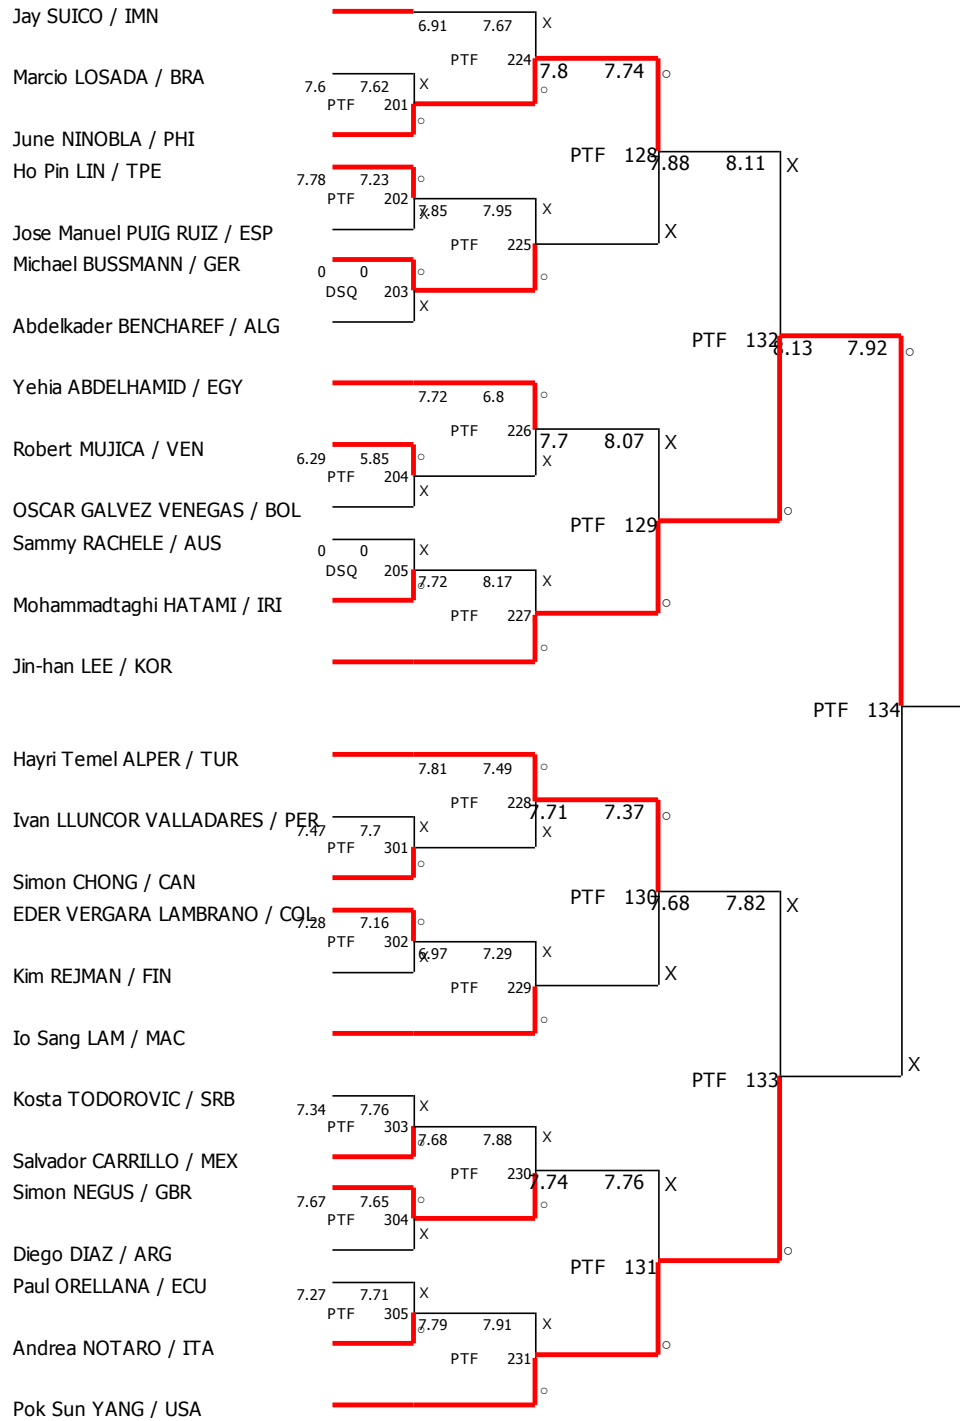 Jay SUICO / IMN
6.91 7.67 X
PTF 224
7.8 7.74 ○
Marcio LOSADA / BRA
7.6 7.62 X ○
PTF 201
○
June NINOBLA / PHI
PTF 128
7.88 8.11 X
Ho Pin LIN / TPE
7.78 7.23 ○
PTF 202
X
7.85 7.95 X
Jose Manuel PUIG RUIZ / ESP
PTF 225
X
Michael BUSSMANN / GER
0 0 ○ ○
DSQ 203
X
Abdelkader BENCHAREF / ALG
PTF 132
8.13 7.92 ○
Yehia ABDELHAMID / EGY
7.72 6.8 ○
PTF 226
7.7 8.07 X
Robert MUJICA / VEN
6.29 5.85 ○ X
PTF 204
X
OSCAR GALVEZ VENEGAS / BOL
○
PTF 129
Sammy RACHELE / AUS
0 0 X
DSQ 205
○
7.72 8.17 X
Mohammadtaghi HATAMI / IRI
○
PTF 227
○
Jin-han LEE / KOR
PTF 134
Hayri Temel ALPER / TUR
7.81 7.49 ○
PTF 228
7.71 7.37 ○
Ivan LLUNCOR VALLADARES / PER
7.47 7.7 X X
PTF 301
○
Simon CHONG / CAN
PTF 130
7.68 7.82 X
EDER VERGARA LAMBRANO / COL
7.28 7.16 ○
PTF 302
X
6.97 7.29 X
Kim REJMAN / FIN
X
PTF 229
○
Io Sang LAM / MAC
X
PTF 133
Kosta TODOROVIC / SRB
7.34 7.76 X
PTF 303
○
7.68 7.88 X
Salvador CARRILLO / MEX
PTF 230
7.74 7.76 X
Simon NEGUS / GBR
7.67 7.65 ○ ○
PTF 304
X
Diego DIAZ / ARG
○
PTF 131
Paul ORELLANA / ECU
7.27 7.71 X
PTF 305
○
7.79 7.91 X
Andrea NOTARO / ITA
○
PTF 231
○
Pok Sun YANG / USA